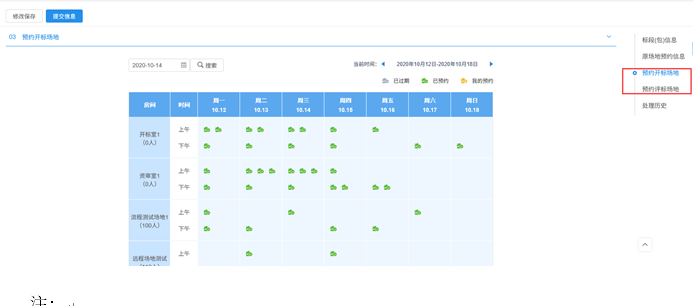 修改保存 提交信息
03 预约开标场地
标段(包)信息
原场地预约信息
预约开标场地
预约评标场地
处理历史
2020-10-14 搜索 当前时间： 2020年10月12日-2020年10月18日
已过期 已预约 我的预约
房间 时间 周一 周二 周三 周四 周五 周六 周日
10.12 10.13 10.14 10.15 10.16 10.17 10.18
开标室1
(0人)
上午
下午
资审室1
(0人)
上午
下午
流程测试场地1
(100人)
上午
下午
远程场地测试
上午
注：